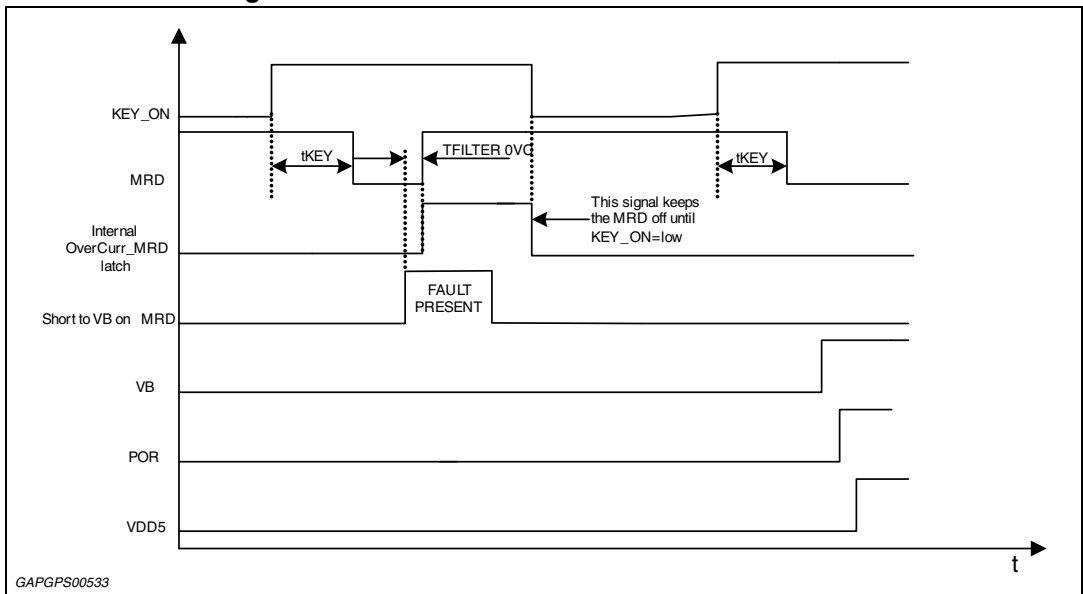 KEY_ON
tKEY
TFILTER 0VC
tKEY
MRD
This signal keeps
the MRD off until
KEY_ON=low
Internal
OverCurr_MRD
latch
FAULT
PRESENT
Short to VB on MRD
VB
POR
VDD5
t
GAPGPS00533